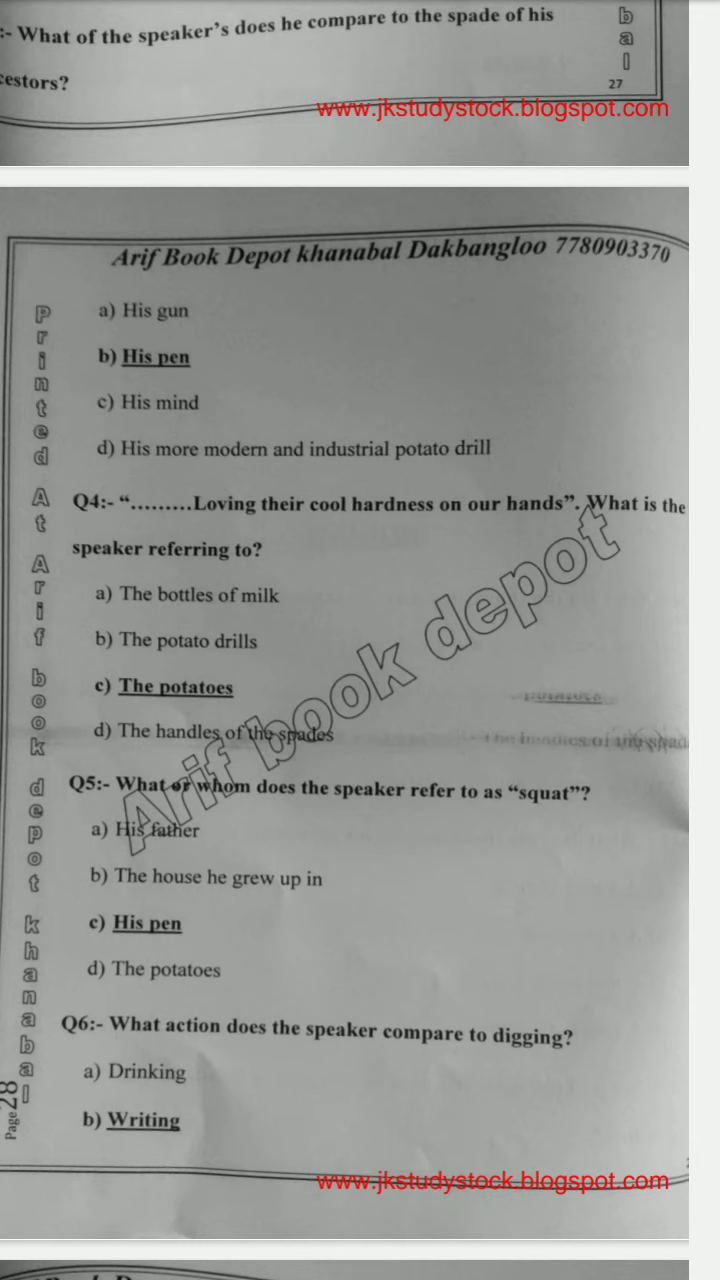 :- What of the speaker's does he compare to the spade of his
cestors?
b
a
l
27
www.jkstudystock.blogspot.com
Arif Book Depot khanabal Dakbangloo 7780903370
Printed At Arif book depot khanabal
a) His gun
b) His pen
c) His mind
d) His more modern and industrial potato drill
Q4:- “.........Loving their cool hardness on our hands”. What is the
speaker referring to?
a) The bottles of milk
b) The potato drills
c) The potatoes
d) The handles of the spades
Q5:- What or whom does the speaker refer to as “squat”?
a) His father
b) The house he grew up in
c) His pen
d) The potatoes
Q6:- What action does the speaker compare to digging?
a) Drinking
b) Writing
Arif book depot
Page 28
www.jkstudystock.blogspot.com